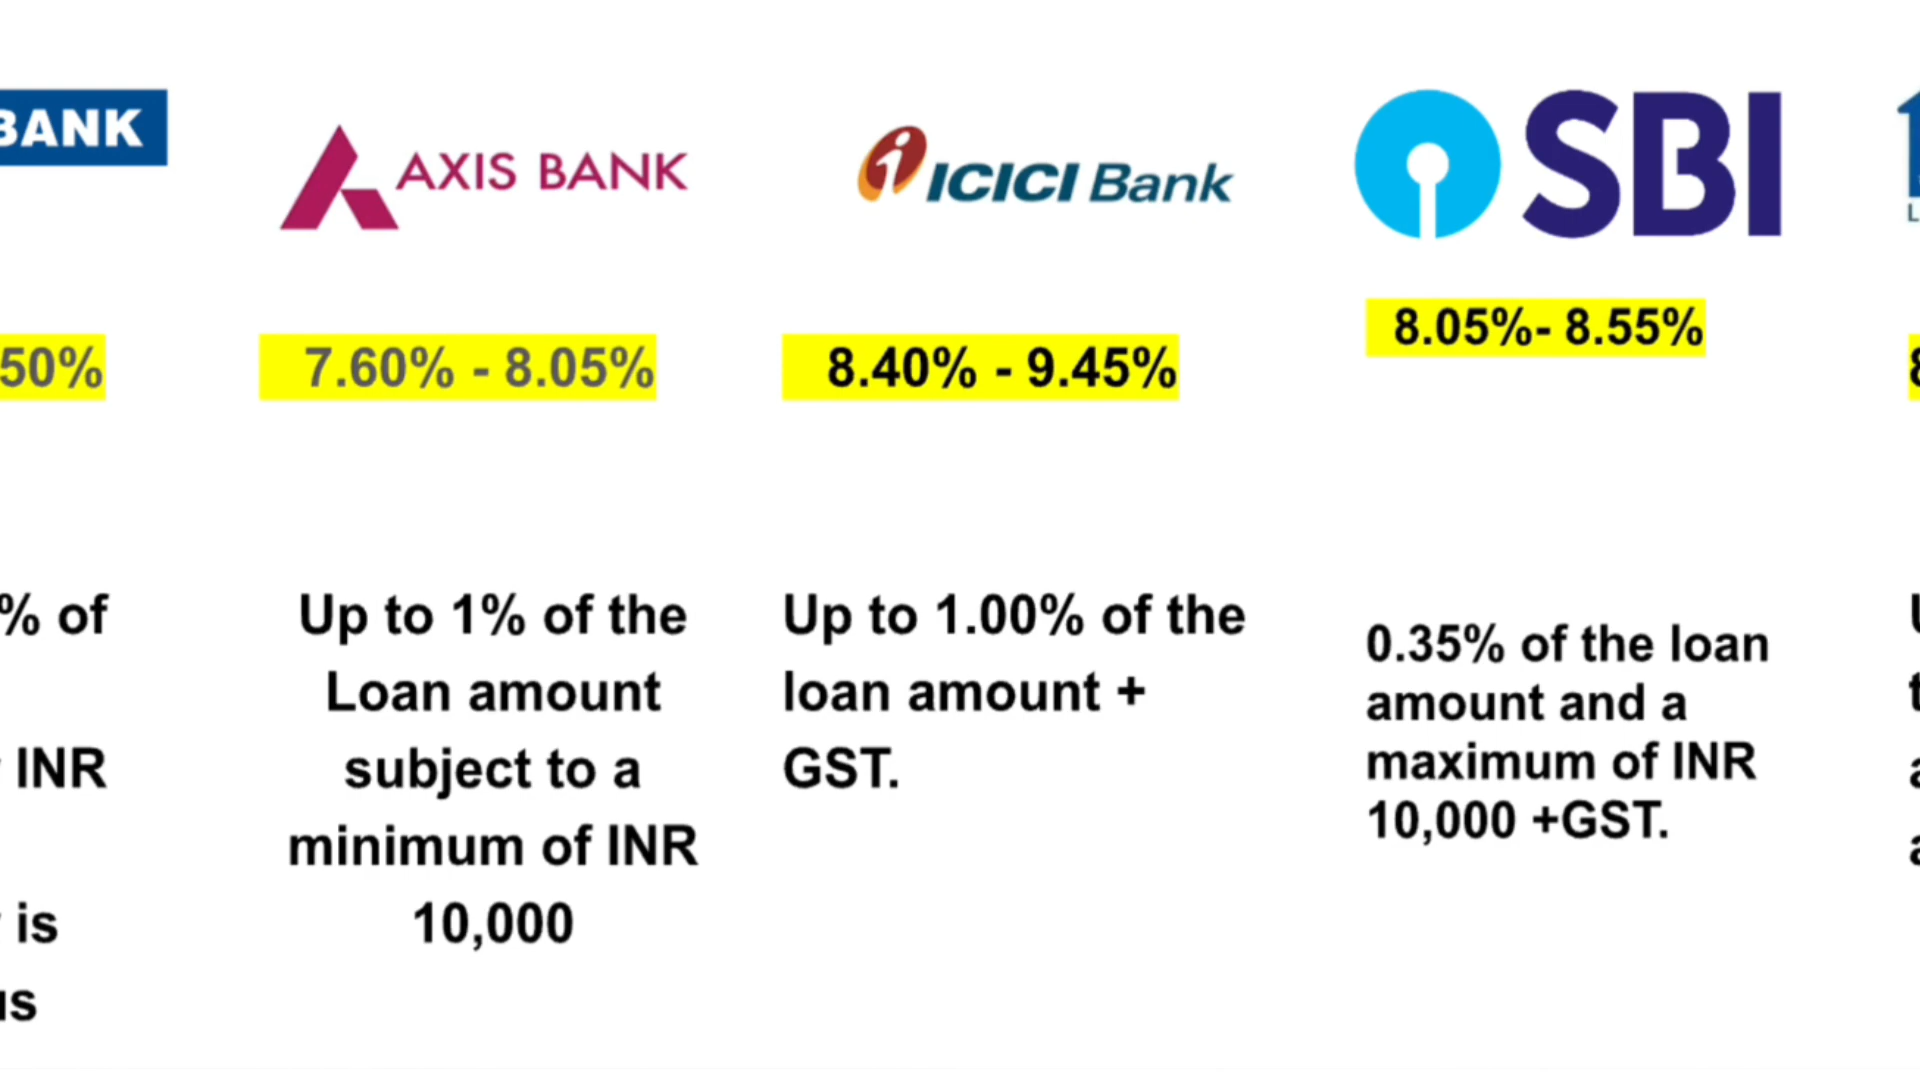 BANK
AXIS BANK
ICICI Bank
SBI
50%
7.60% - 8.05%
8.40% - 9.45%
8.05%- 8.55%
% of
INR
is
Up to 1% of the
Loan amount
subject to a
minimum of INR
10,000
Up to 1.00% of the
loan amount +
GST.
0.35% of the loan
amount and a
maximum of INR
10,000 +GST.